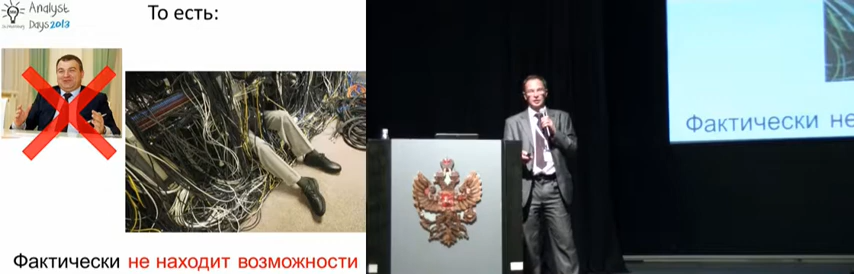 Analyst
Days 2013
То есть:
Фактически не находит возможности
Фактически не